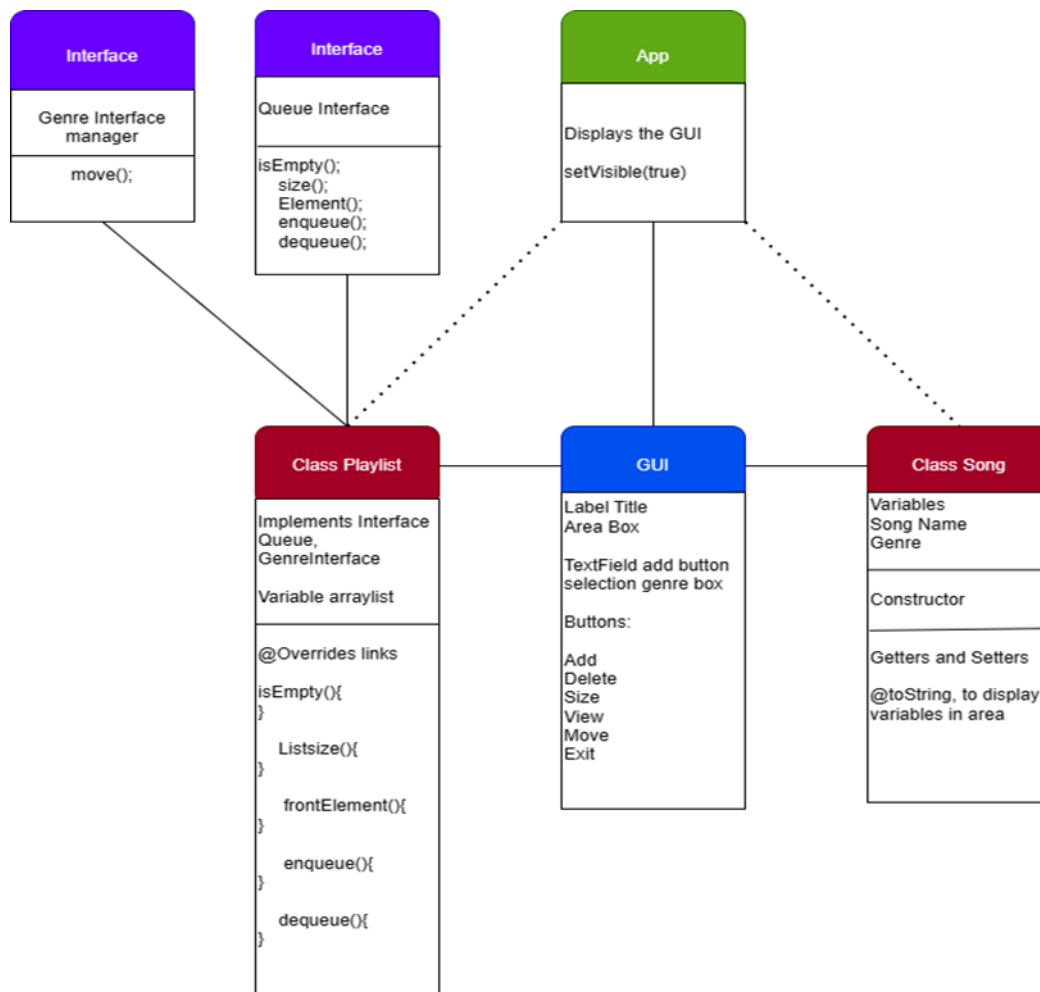 Interface
Genre Interface
manager
move();
Interface
Queue Interface
isEmpty();
size();
Element();
enqueue();
dequeue();
App
Displays the GUI
setVisible(true)
Class Playlist
Implements Interface
Queue,
GenreInterface
Variable arraylist
@Overrides links
isEmpty(){
}
Listsize(){
}
frontElement(){
}
enqueue(){
}
dequeue(){
}
GUI
Label Title
Area Box
TextField add button
selection genre box
Buttons:
Add
Delete
Size
View
Move
Exit
Class Song
Variables
Song Name
Genre
Constructor
Getters and Setters
@toString, to display
variables in area